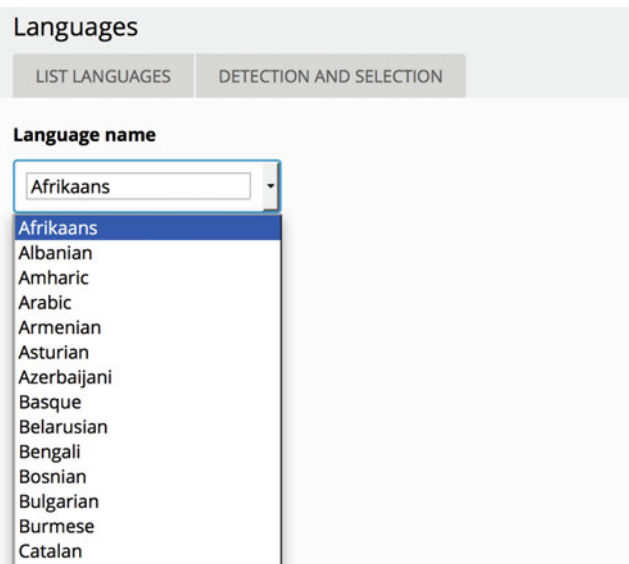 Languages
LIST LANGUAGES DETECTION AND SELECTION
Language name
Afrikaans
Afrikaans
Albanian
Amharic
Arabic
Armenian
Asturian
Azerbaijani
Basque
Belarusian
Bengali
Bosnian
Bulgarian
Burmese
Catalan